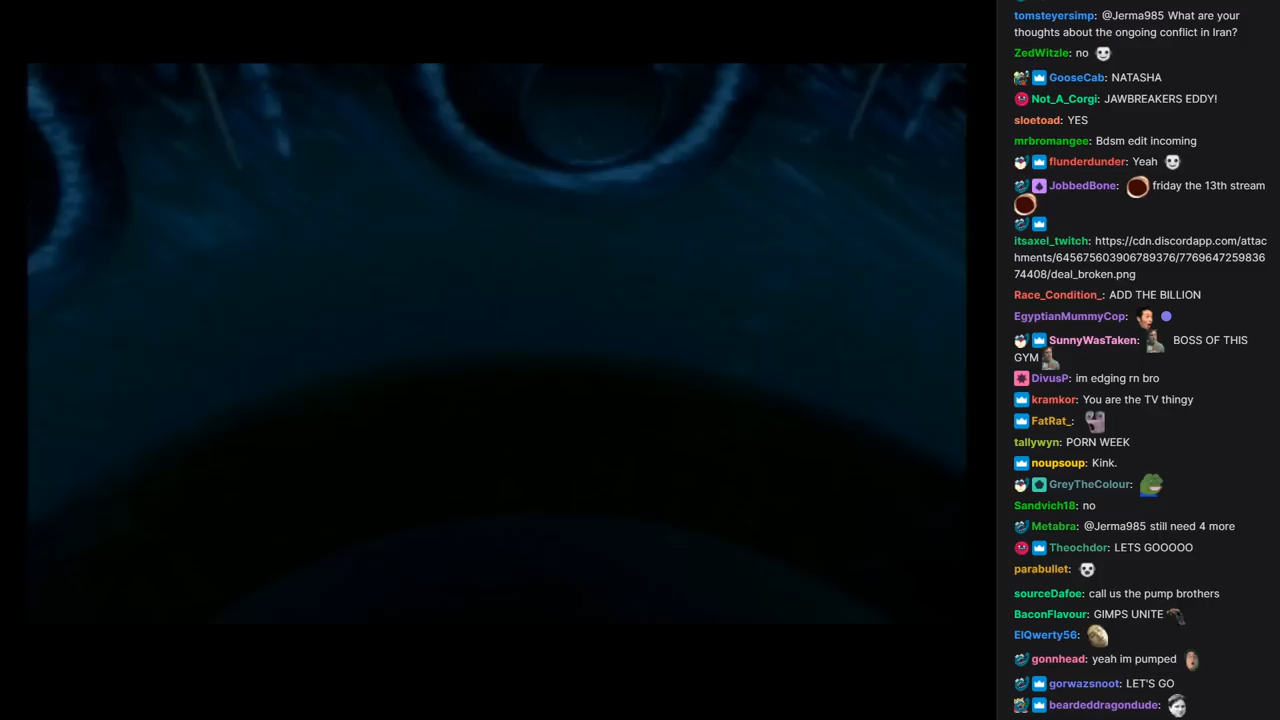 tomsteyersimp: @Jerma985 What are your
thoughts about the ongoing conflict in Iran?
ZedWitzle: no
GooseCab: NATASHA
Not_A_Corgi: JAWBREAKERS EDDY!
sloetoad: YES
mrbromangee: Bdsm edit incoming
flunderdunder: Yeah
JobbedBone: friday the 13th stream
itsaxel_twitch: https://cdn.discordapp.com/attac
hments/645675603906789376/7769647259836
74408/deal_broken.png
Race_Condition_: ADD THE BILLION
EgyptianMummyCop:
SunnyWasTaken: BOSS OF THIS
GYM
DivusP: im edging rn bro
kramkor: You are the TV thingy
FatRat_:
tallywyn: PORN WEEK
noupsoup: Kink.
GreyTheColour:
Sandvich18: no
Metabra: @Jerma985 still need 4 more
Theochdor: LETS GOOOOO
parabullet:
sourceDafoe: call us the pump brothers
BaconFlavour: GIMPS UNITE
ElQwerty56:
gonnhead: yeah im pumped
gorwazsnoot: LET'S GO
beardeddragondude: